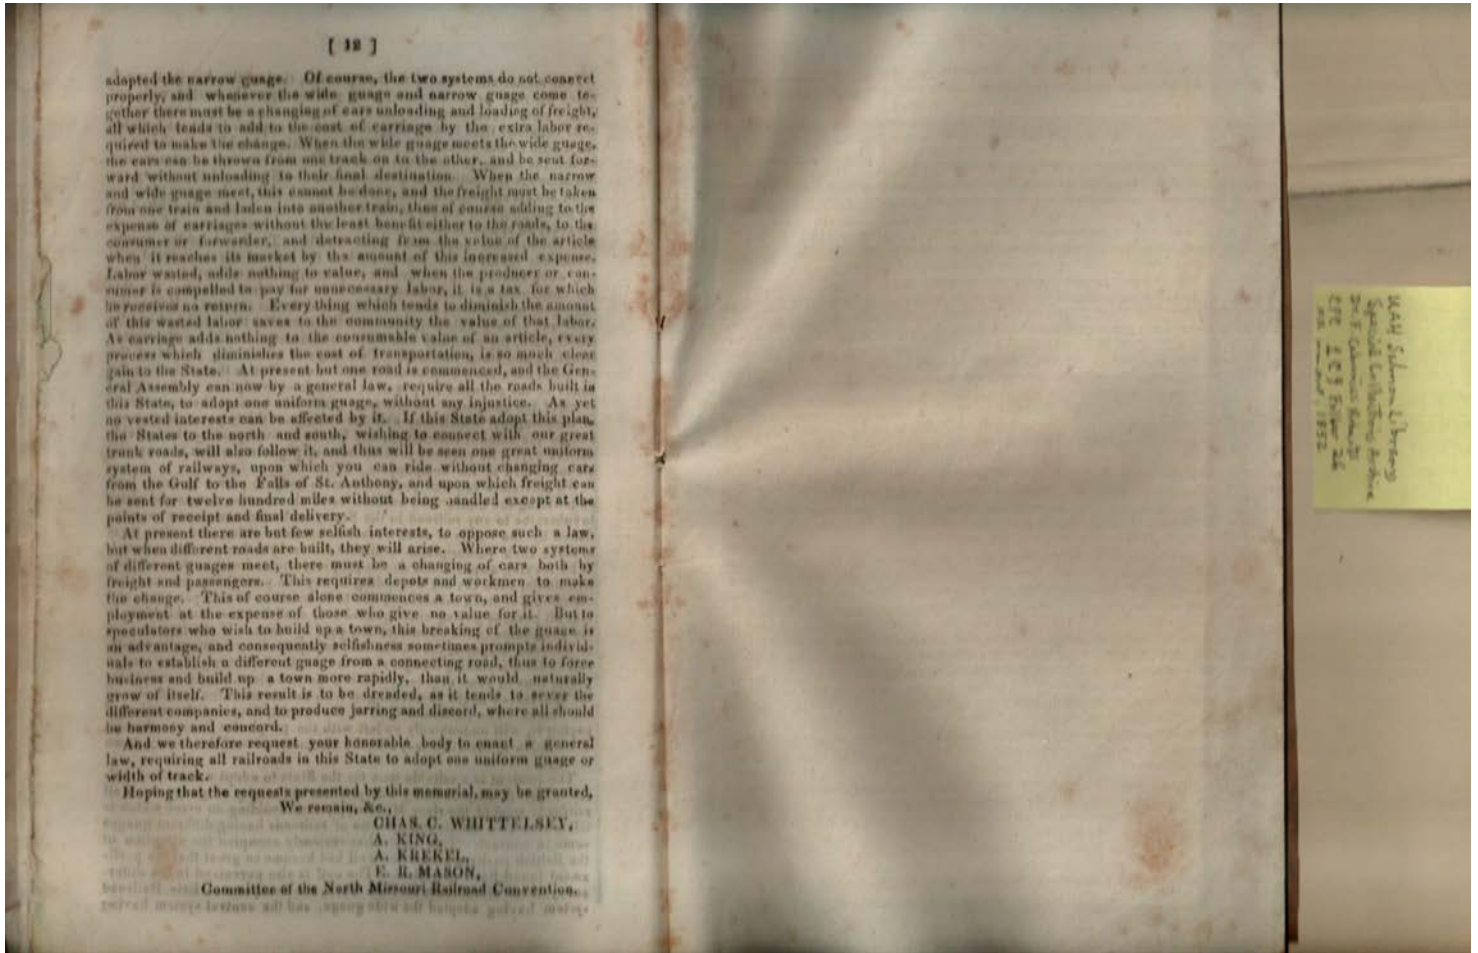 [ 12 ]
adopted the narrow guage. Of course, the two systems do not connect
properly, and whenever the wide guage and narrow guage come to-
gether there must be a changing of cars unloading and loading of freight,
all which tends to add to the cost of carriage by the extra labor re-
quired to make the change. When the wide guage meets the wide guage,
the cars can be thrown from one track on to the other, and be sent for-
ward without unloading to their final destination. When the narrow
and wide guage meet, this cannot be done, and the freight must be taken
from one train and laden into another train, thus of course adding to the
expense of carriages without the least benefit either to the roads, to the
consumer or forwarder, and detracting from the value of the article
when it reaches its market by the amount of this increased expense.
Labor wasted, adds nothing to value, and when the producer or con-
sumer is compelled to pay for unnecessary labor, it is a tax for which
he receives no return. Every thing which tends to diminish the amount
of this wasted labor saves to the community the value of that labor.
As carriage adds nothing to the consumable value of an article, every
process which diminishes the cost of transportation, is so much clear
gain to the State. At present but one road is commenced, and the Gen-
eral Assembly can now by a general law, require all the roads built in
this State, to adopt one uniform guage, without any injustice. As yet
no vested interests can be affected by it. If this State adopt this plan,
the States to the north and south, wishing to connect with our great
trunk roads, will also follow it, and thus will be seen one great uniform
system of railways, upon which you can ride without changing cars
from the Gulf to the Falls of St. Anthony, and upon which freight can
be sent for twelve hundred miles without being handled except at the
points of receipt and final delivery.
At present there are but few selfish interests, to oppose such a law,
but when different roads are built, they will arise. Where two systems
of different guages meet, there must be a changing of cars both by
freight and passengers. This requires depots and workmen to make
the change. This of course alone commences a town, and gives em-
ployment at the expense of those who give no value for it. But to
speculators who wish to build up a town, this breaking of the guage is
an advantage, and consequently selfishness sometimes prompts individ-
uals to establish a different guage from a connecting road, thus to force
business and build up a town more rapidly, than it would naturally
grow of itself. This result is to be dreaded, as it tends to sever the
different companies, and to produce jarring and discord, where all should
be harmony and concord.
And we therefore request your honorable body to enact a general
law, requiring all railroads in this State to adopt one uniform guage or
width of track.
Hoping that the requests presented by this memorial, may be granted,
We remain, &c.,
CHAS. C. WHITTELSEY,
A. KING,
A. KREKEL,
E. R. MASON,
Committee of the North Missouri Railroad Convention.
UAH Salmon Library
Special Collections Archive
Dr. F.
Folder 26
1852